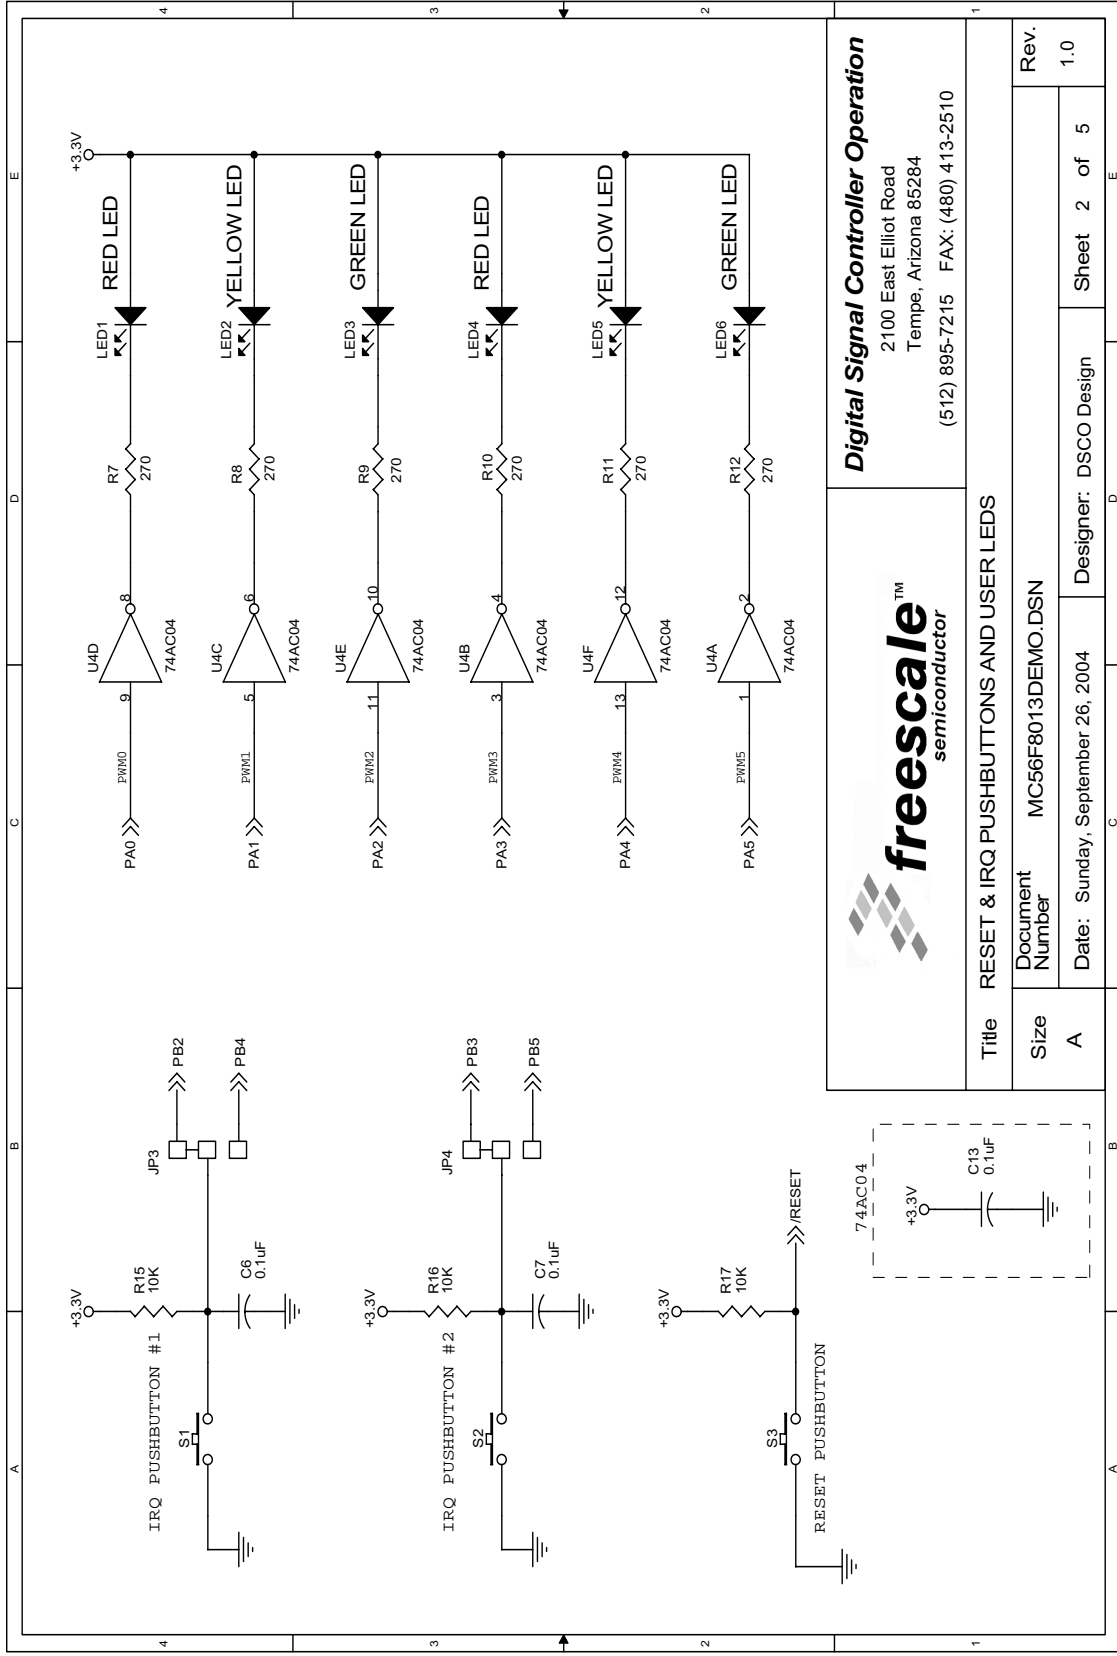 A
B
C
D
E
4
3
2
1
+3.3V
R15
10K
IRQ PUSHBUTTON #1
S1
C6
0.1uF
JP3
PB2
PB4
+3.3V
R16
10K
IRQ PUSHBUTTON #2
S2
C7
0.1uF
JP4
PB3
PB5
+3.3V
R17
10K
/RESET
S3
RESET PUSHBUTTON
74AC04
+3.3V
C13
0.1uF
+3.3V
PA0
PWM0
9
U4D
8
74AC04
R7
270
LED1
RED LED
PA1
PWM1
5
U4C
6
74AC04
R8
270
LED2
YELLOW LED
PA2
PWM2
11
U4E
10
74AC04
R9
270
LED3
GREEN LED
PA3
PWM3
3
U4B
4
74AC04
R10
270
LED4
RED LED
PA4
PWM4
13
U4F
12
74AC04
R11
270
LED5
YELLOW LED
PA5
PWM5
1
U4A
2
74AC04
R12
270
LED6
GREEN LED
freescale™
semiconductor
Digital Signal Controller Operation
2100 East Elliot Road
Tempe, Arizona 85284
(512) 895-7215 FAX: (480) 413-2510
Title RESET & IRQ PUSHBUTTONS AND USER LEDS
Size
A
Document
Number
MC56F8013DEMO.DSN
Rev.
1.0
Date: Sunday, September 26, 2004
Designer: DSCO Design
Sheet 2 of 5
4
3
2
1
A
B
C
D
E